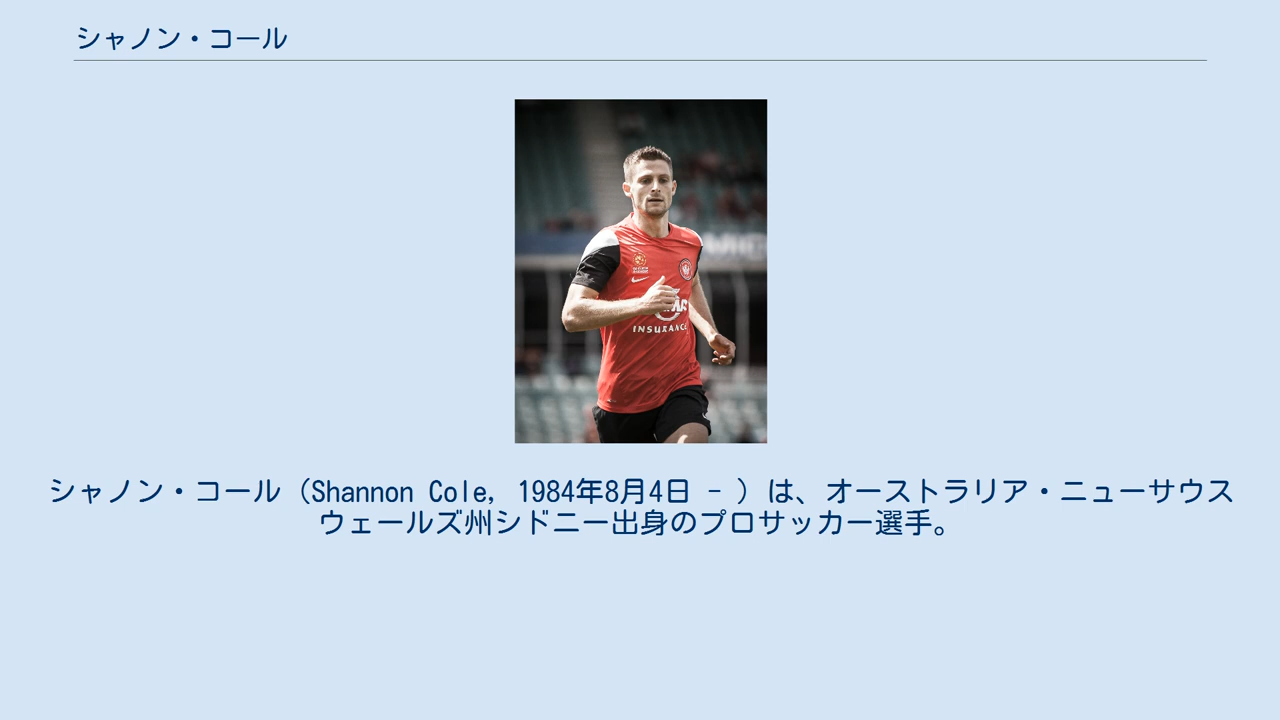 シャノン・コール
INSURANCE
シャノン・コール（Shannon Cole, 1984年8月4日 - ）は、オーストラリア・ニューサウス
ウェールズ州シドニー出身のプロサッカー選手。